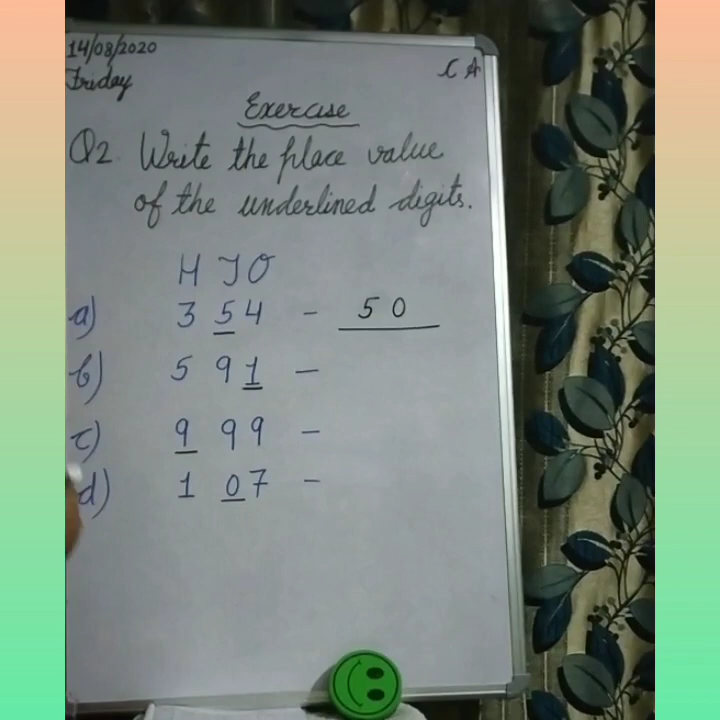 14/08/2020
Friday
C A
Exercise
Q2. Write the place value
of the underlined digits.
H T O
a) 3 5 4 - 5 0
b) 5 9 1 -
c) 9 9 9 -
d) 1 0 7 -